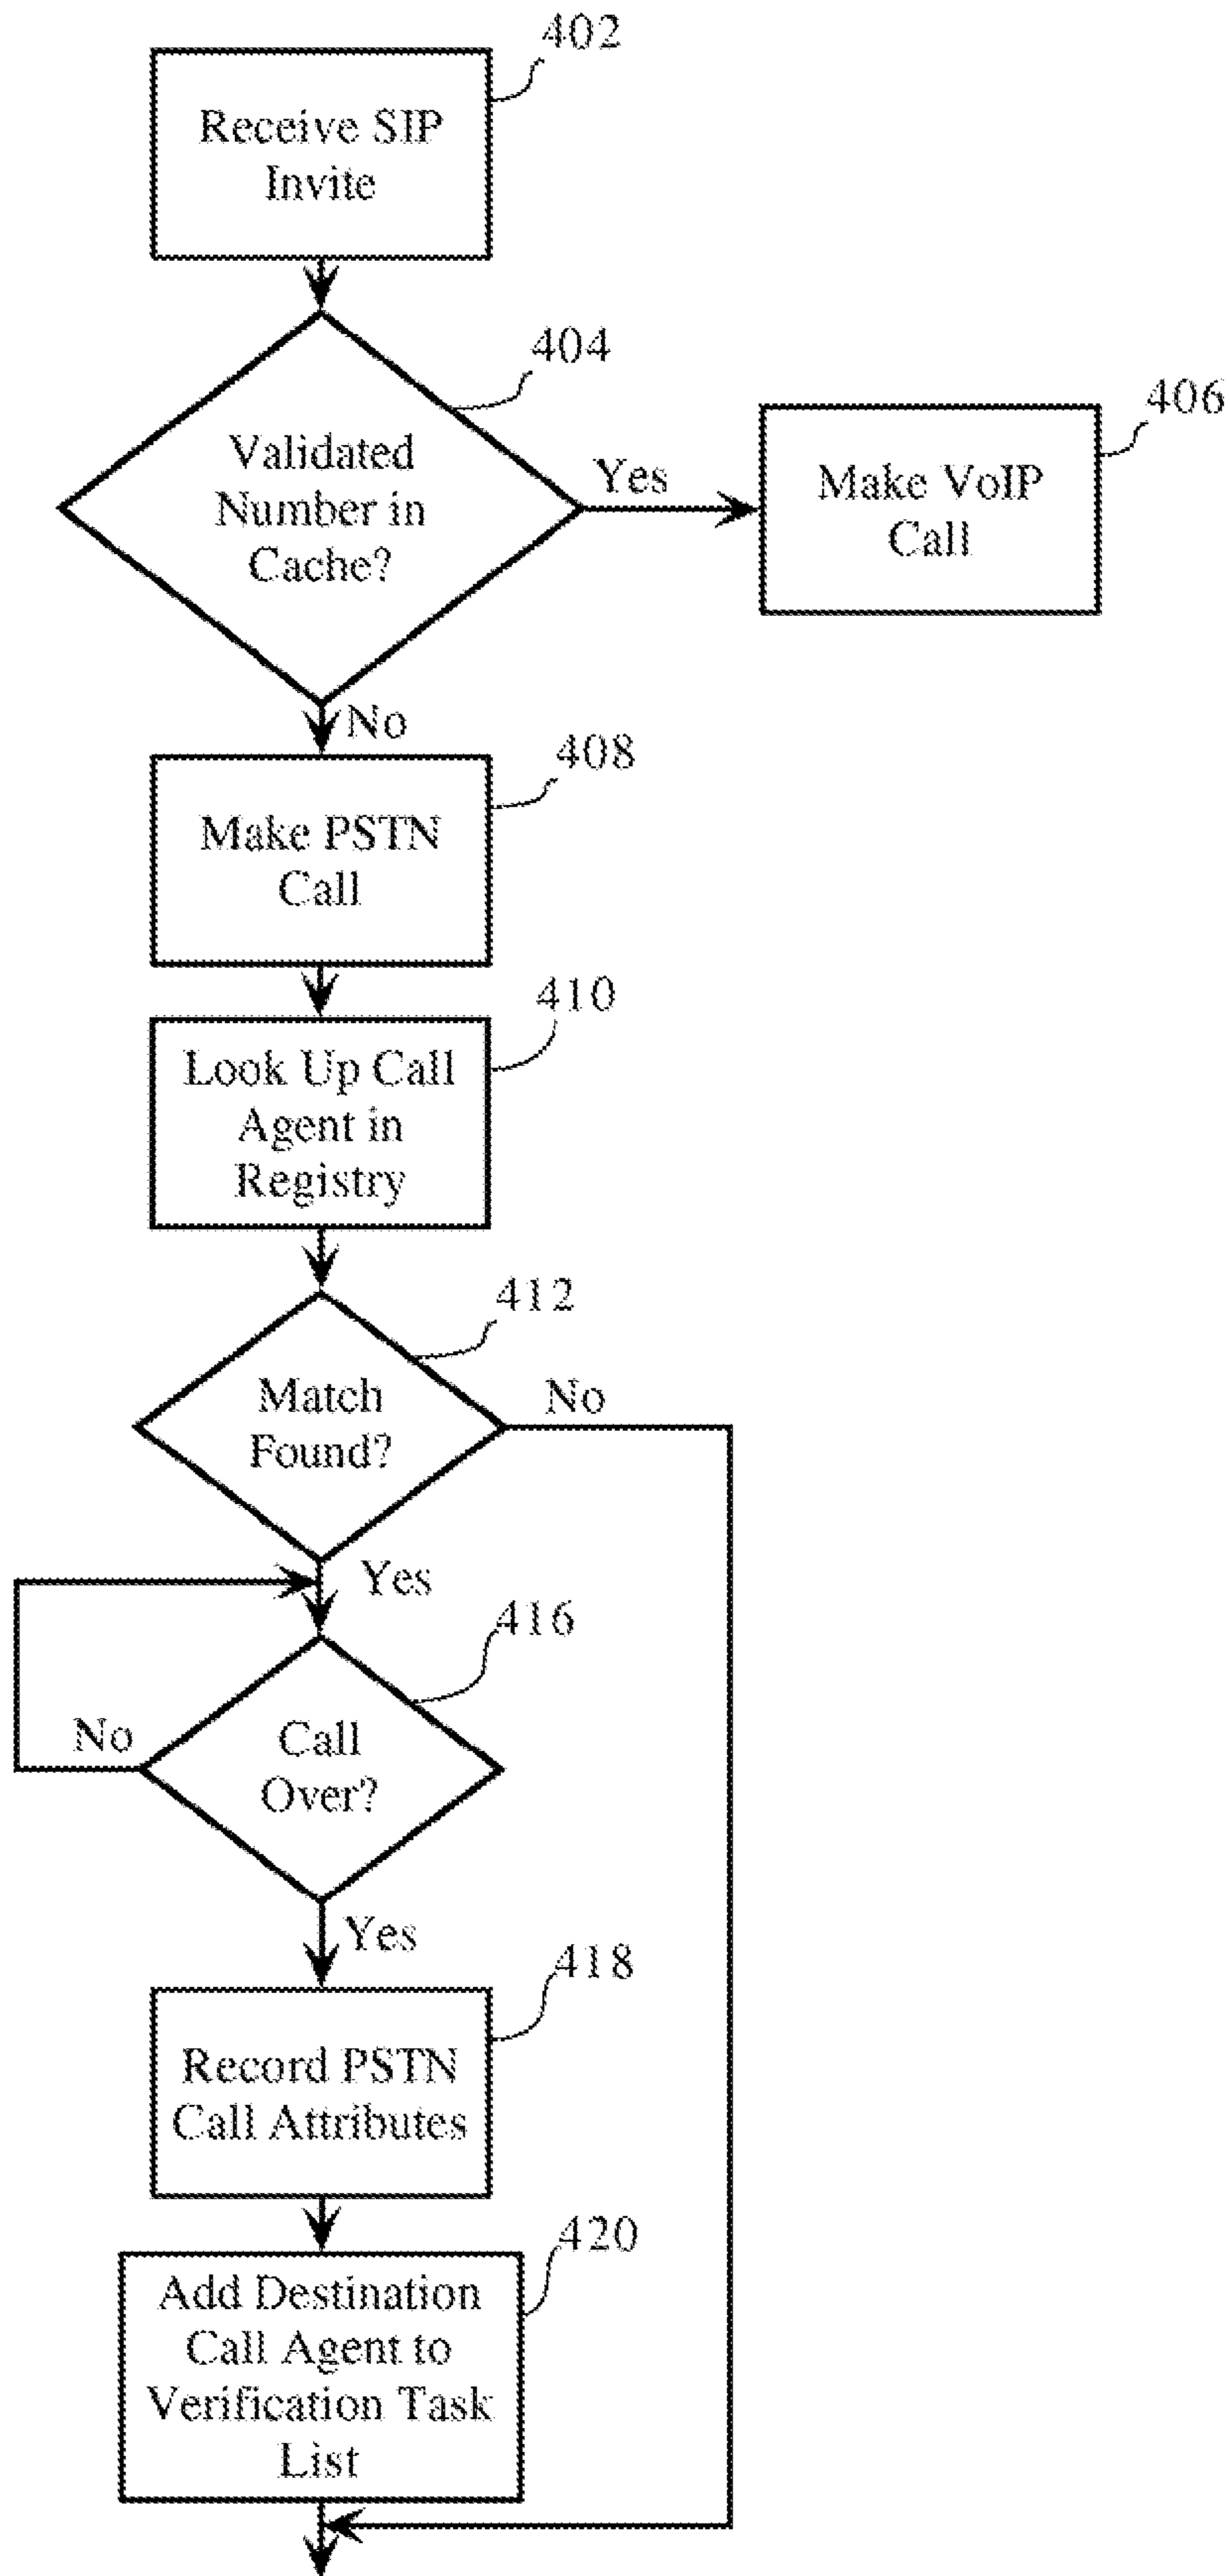 402
Receive SIP
Invite
404
Validated
Number in
Cache?
Yes
406
Make VoIP
Call
No
408
Make PSTN
Call
410
Look Up Call
Agent in
Registry
412
Match
Found?
No
Yes
416
Call
Over?
No
Yes
418
Record PSTN
Call Attributes
420
Add Destination
Call Agent to
Verification Task
List